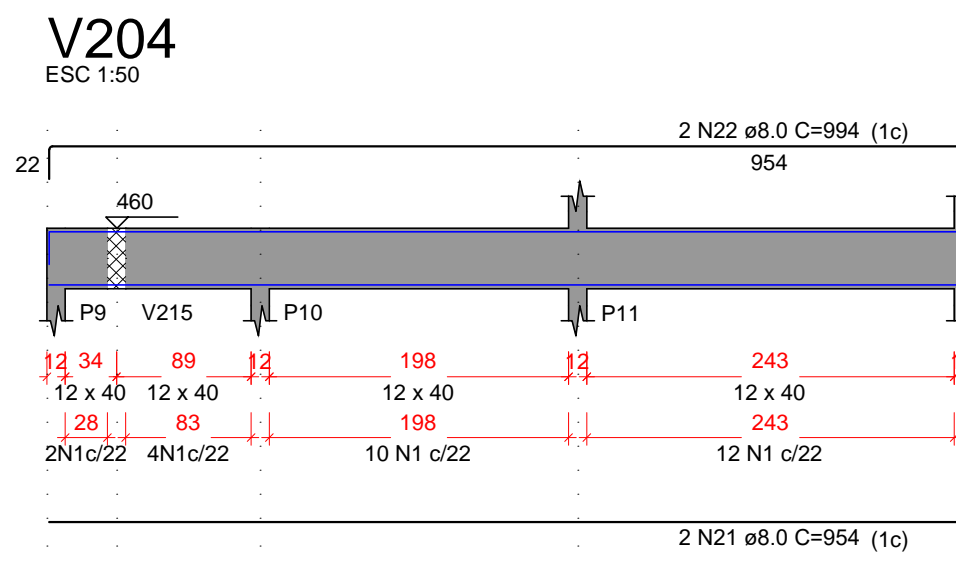 V204
ESC 1:50
2 N22 ø8.0 C=994 (1c)
22
954
460
P9 V215 P10 P11
12 34 89 12 198 12 243
12 x 40 12 x 40 12 x 40 12 x 40
28 83 198 243
2N1c/22 4N1c/22 10 N1 c/22 12 N1 c/22
2 N21 ø8.0 C=954 (1c)